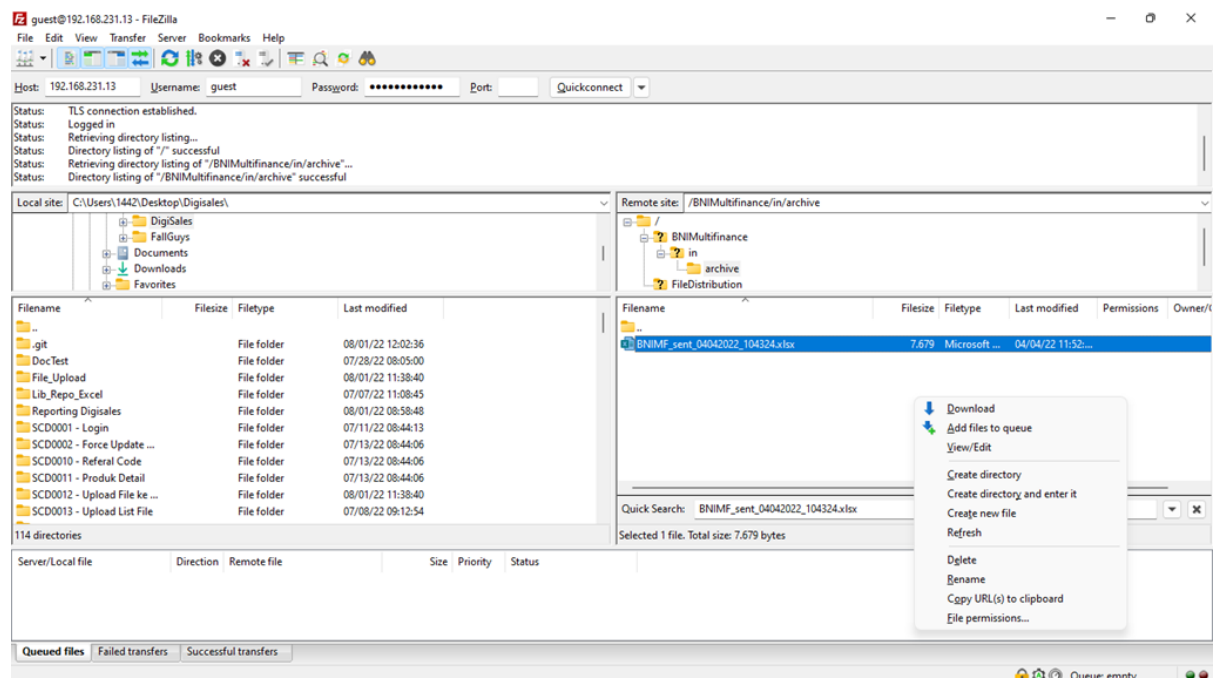 guest@192.168.231.13 - FileZilla
File Edit View Transfer Server Bookmarks Help
Host: 192.168.231.13 Username: guest Password: ●●●●●●●●●●●● Port: Quickconnect
Status: TLS connection established.
Status: Logged in
Status: Retrieving directory listing...
Status: Directory listing of "/" successful
Status: Retrieving directory listing of "/BNIMultifinance/in/archive"...
Status: Directory listing of "/BNIMultifinance/in/archive" successful
Local site: C:\Users\1442\Desktop\Digisales\
DigiSales
FallGuys
Documents
Downloads
Favorites
Remote site: /BNIMultifinance/in/archive
/
BNIMultifinance
in
archive
FileDistribution
Filename Filesize Filetype Last modified
..
.git File folder 08/01/22 12:02:36
DocTest File folder 07/28/22 08:05:00
File_Upload File folder 08/01/22 11:38:40
Lib_Repo_Excel File folder 07/07/22 11:08:45
Reporting Digisales File folder 08/01/22 08:58:48
SCD0001 - Login File folder 07/11/22 08:44:13
SCD0002 - Force Update ... File folder 07/13/22 08:44:06
SCD0010 - Referal Code File folder 07/13/22 08:44:06
SCD0011 - Produk Detail File folder 07/13/22 08:44:06
SCD0012 - Upload File ke ... File folder 08/01/22 11:38:40
SCD0013 - Upload List File File folder 07/08/22 09:12:54
114 directories
Filename Filesize Filetype Last modified Permissions Owner/
..
BNIMF_sent_04042022_104324.xlsx 7.679 Microsoft ... 04/04/22 11:52:...
Download
Add files to queue
View/Edit
Create directory
Create directory and enter it
Create new file
Refresh
Delete
Rename
Copy URL(s) to clipboard
File permissions...
Quick Search: BNIMF_sent_04042022_104324.xlsx
Selected 1 file. Total size: 7.679 bytes
Server/Local file Direction Remote file Size Priority Status
Queued files Failed transfers Successful transfers
Queue: empty